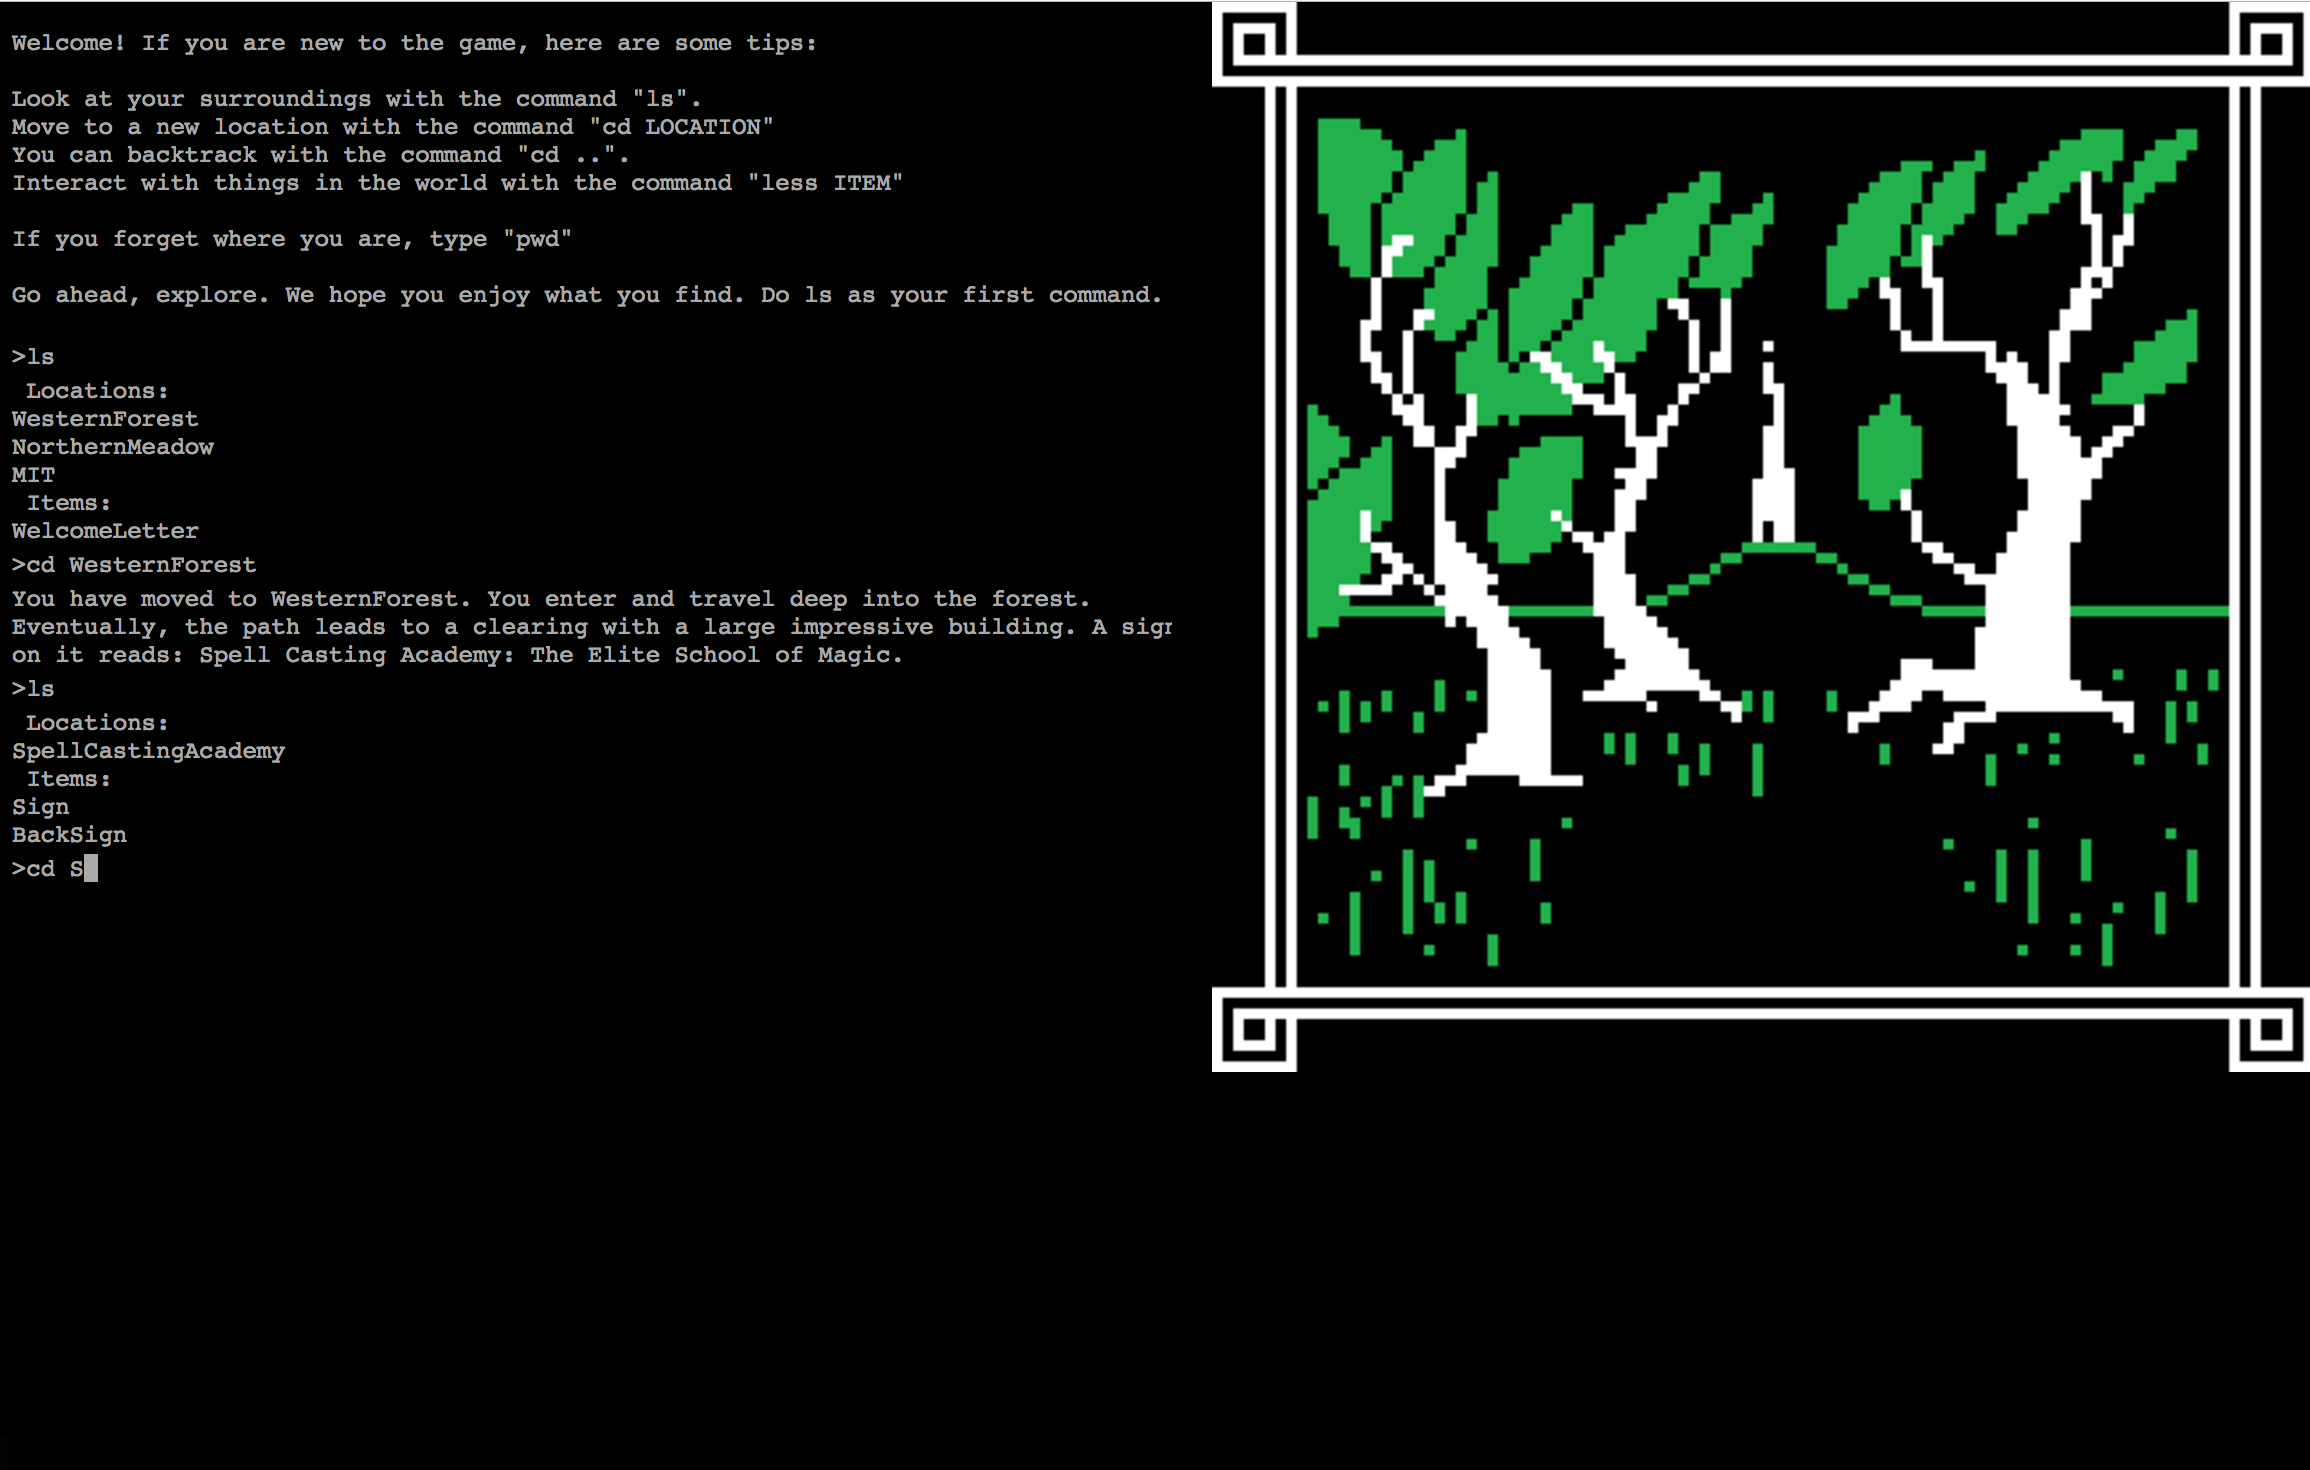 Welcome! If you are new to the game, here are some tips:
Look at your surroundings with the command "ls".
Move to a new location with the command "cd LOCATION"
You can backtrack with the command "cd ..".
Interact with things in the world with the command "less ITEM"
If you forget where you are, type "pwd"
Go ahead, explore. We hope you enjoy what you find. Do ls as your first command.
>ls
Locations:
WesternForest
NorthernMeadow
MIT
Items:
WelcomeLetter
>cd WesternForest
You have moved to WesternForest. You enter and travel deep into the forest.
Eventually, the path leads to a clearing with a large impressive building. A sign
on it reads: Spell Casting Academy: The Elite School of Magic.
>ls
Locations:
SpellCastingAcademy
Items:
Sign
BackSign
>cd S